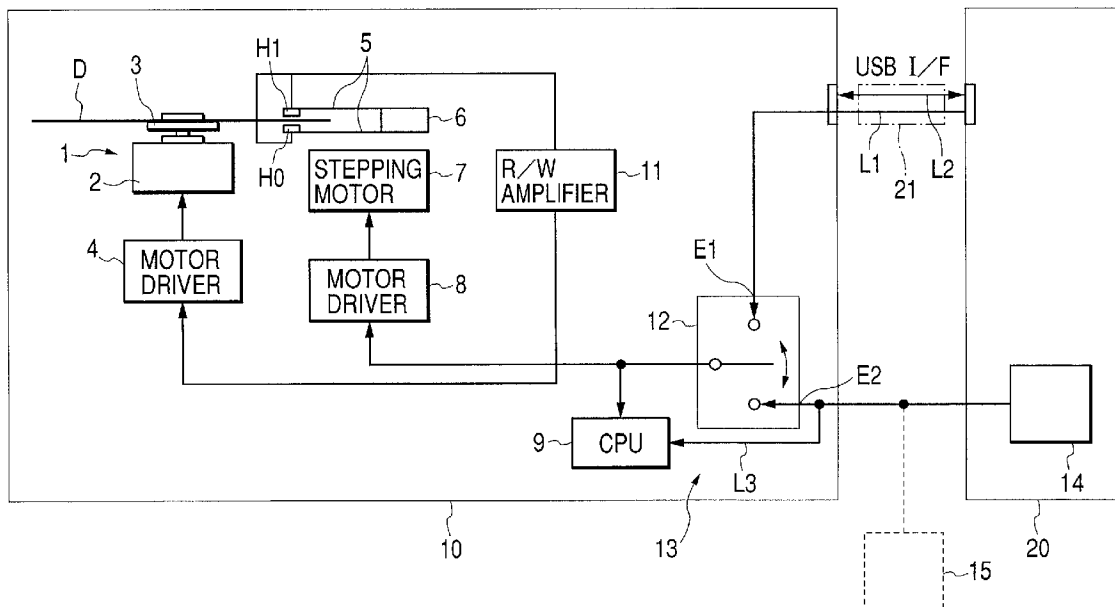 USB I/F
5
H1
3
D
6
L1
21
L2
1
2
H0
STEPPING
MOTOR
7
R/W
AMPLIFIER
11
4
MOTOR
DRIVER
MOTOR
DRIVER
8
E1
12
E2
9
CPU
L3
14
10
13
15
20